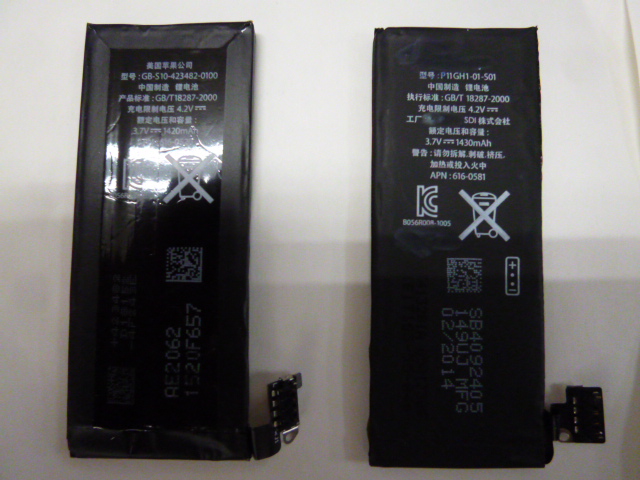 美国苹果公司
型号: GB-S10-423482-0100
中国制造 锂电池
产品标准: GB/T18287-2000
充电限制电压 4.2V⎓
额定电压和容量:
3.7V⎓ 1420mAh
AE2062
F657
型号: P11GH1-01-S01
中国制造 锂电池
执行标准: GB/T 18287-2000
充电限制电压 4.2V⎓
工厂 SDI 株式会社
额定电压和容量:
3.7V⎓ 1430mAh
警告: 请勿拆解, 刺破, 挤压,
加热或投入火中
APN: 616-0581
SB4092405
149UJ MFG
02/2014